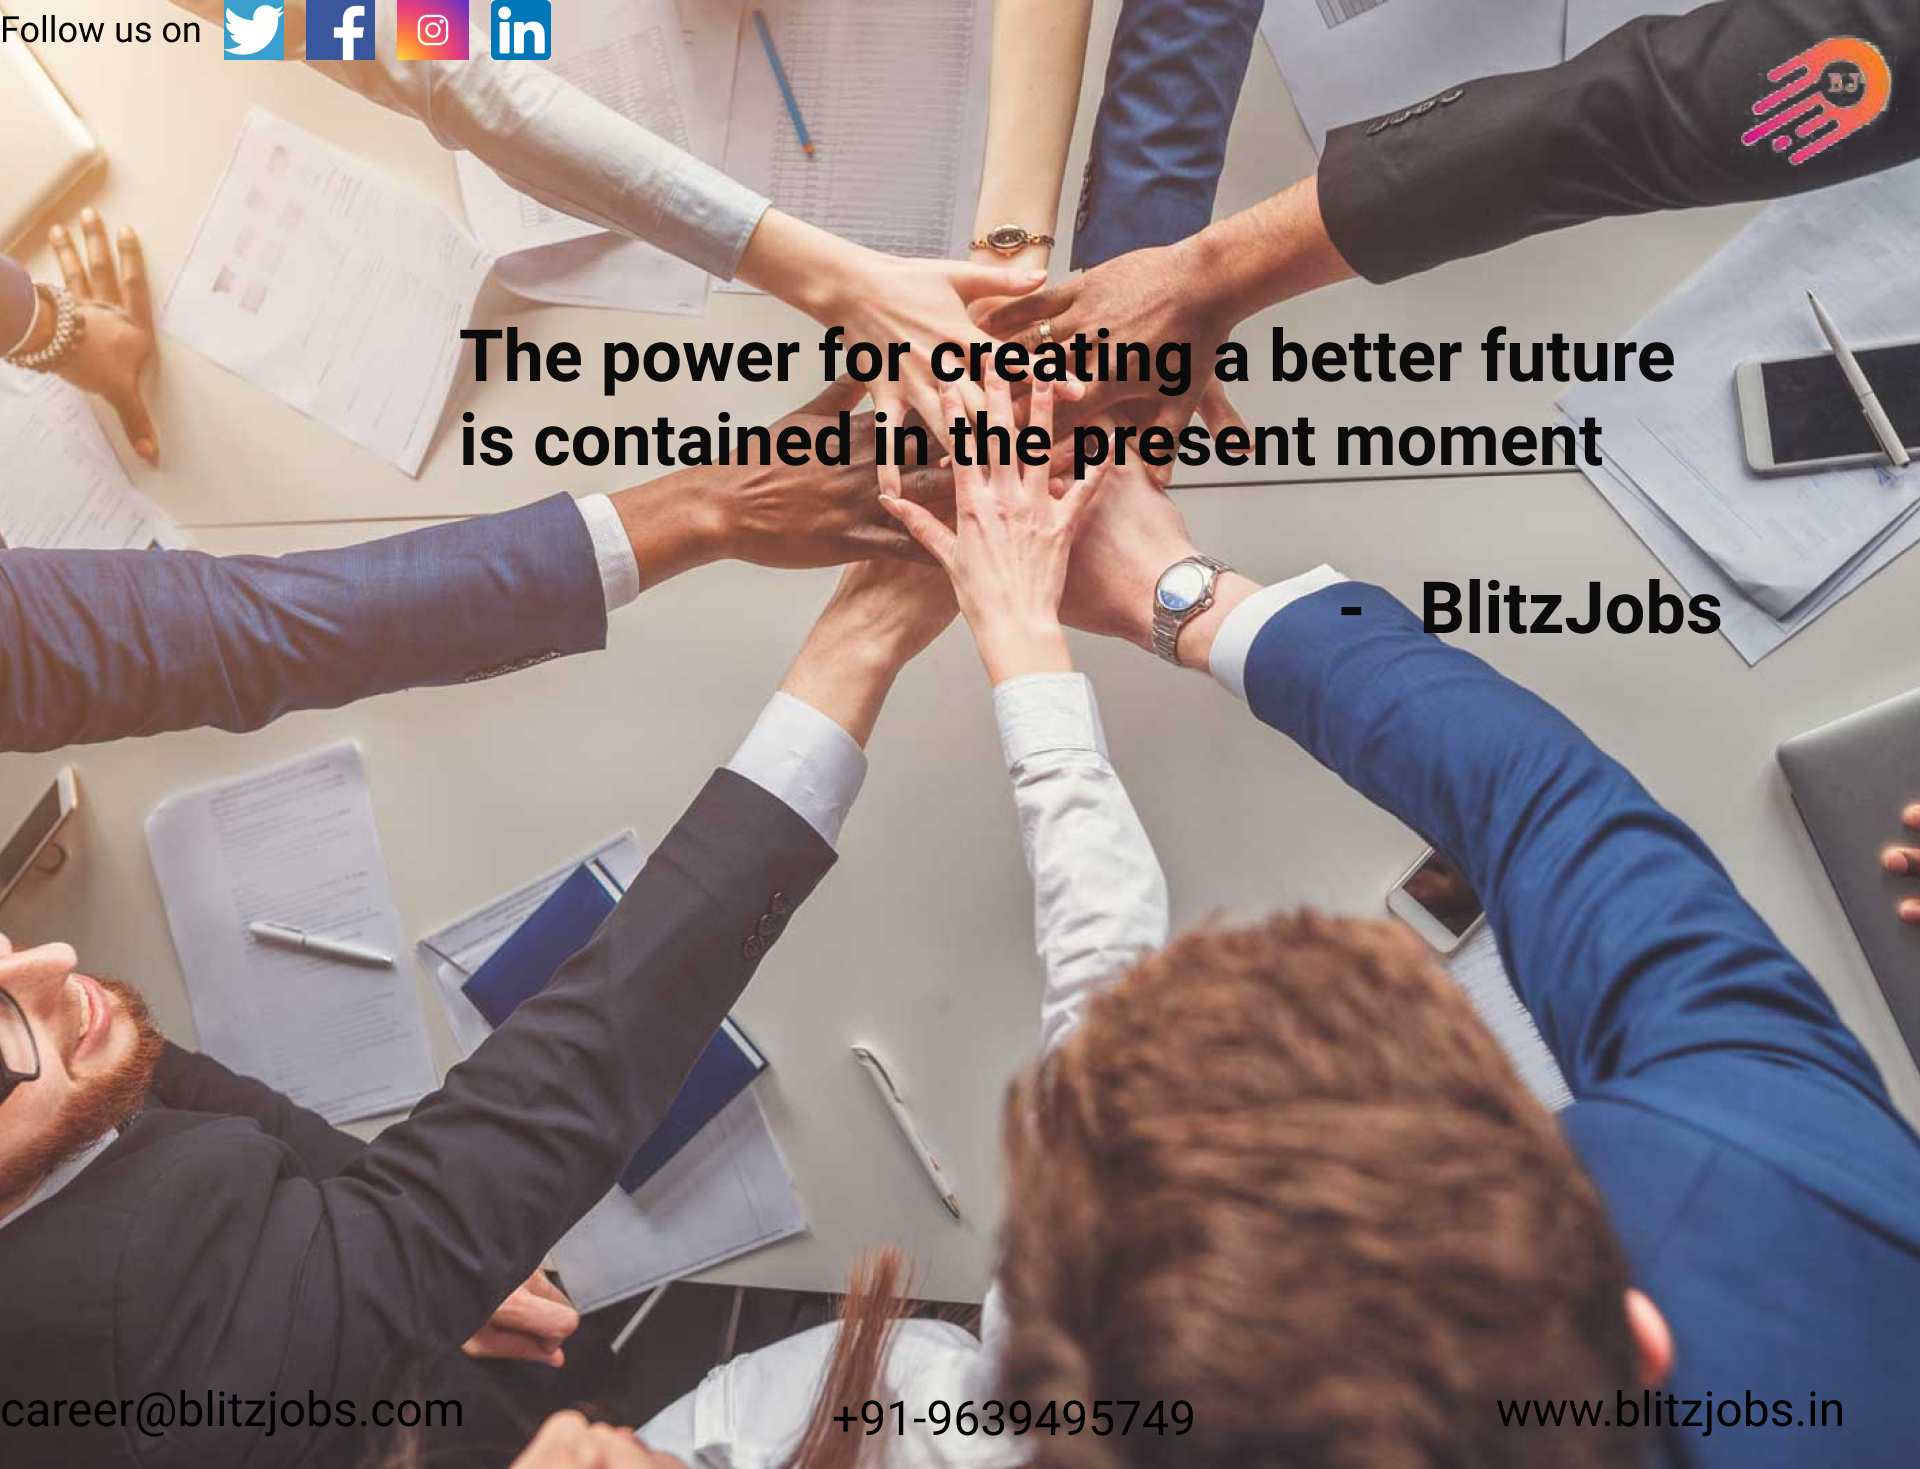 Follow us on
BJ
The power for creating a better future
is contained in the present moment
- BlitzJobs
career@blitzjobs.com
+91-9639495749
www.blitzjobs.in